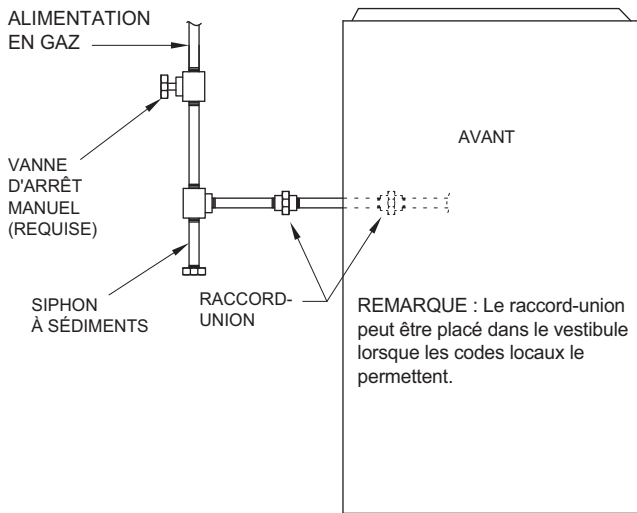 ALIMENTATION
EN GAZ
VANNE
D'ARRÊT
MANUEL
(REQUISE)
SIPHON
À SÉDIMENTS
RACCORD-
UNION
AVANT
REMARQUE : Le raccord-union
peut être placé dans le vestibule
lorsque les codes locaux le
permettent.